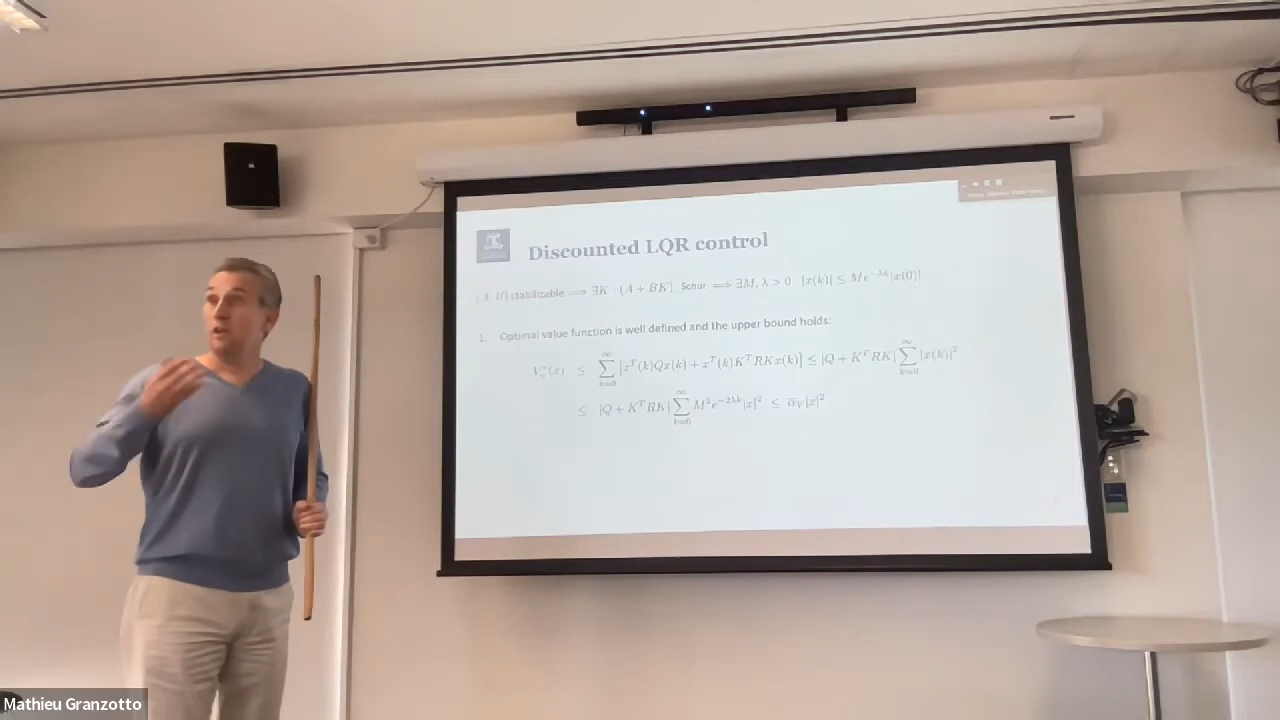 Discounted LQR control
(A, B) stabilizable ⟹ ∃K : (A + BK) Schur ⟹ ∃M, λ > 0 |x(k)| ≤ Me^{-λk}|x(0)|
1. Optimal value function is well defined and the upper bound holds:
V_γ^*(x) ≤ ∑_{k=0}^{∞} [x^T(k)Qx(k) + x^T(k)K^T RKx(k)] ≤ |Q + K^T RK| ∑_{k=0}^{∞} |x(k)|^2
≤ |Q + K^T RK| ∑_{k=0}^{∞} M^2 e^{-2λk}|x|^2 ≤ α̅_V|x|^2
Mathieu Granzotto